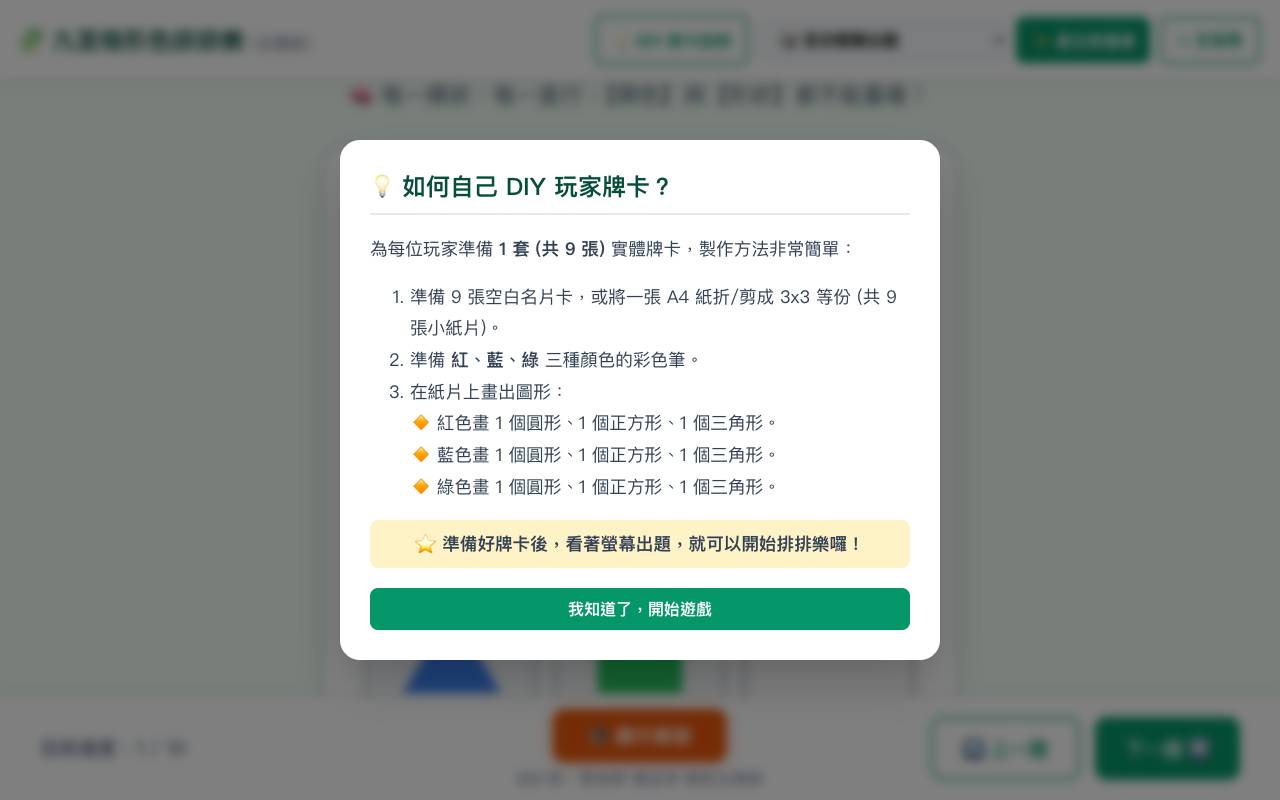 💡 如何自己 DIY 玩家牌卡？
為每位玩家準備 1 套 (共 9 張) 實體牌卡，製作方法非常簡單：
1. 準備 9 張空白名片卡，或將一張 A4 紙折/剪成 3x3 等份 (共 9
張小紙片)。
2. 準備 紅、藍、綠 三種顏色的彩色筆。
3. 在紙片上畫出圖形：
🔸 紅色畫 1 個圓形、1 個正方形、1 個三角形。
🔸 藍色畫 1 個圓形、1 個正方形、1 個三角形。
🔸 綠色畫 1 個圓形、1 個正方形、1 個三角形。
⭐ 準備好牌卡後，看著螢幕出題，就可以開始排排樂囉！
我知道了，開始遊戲
上一題
下一題